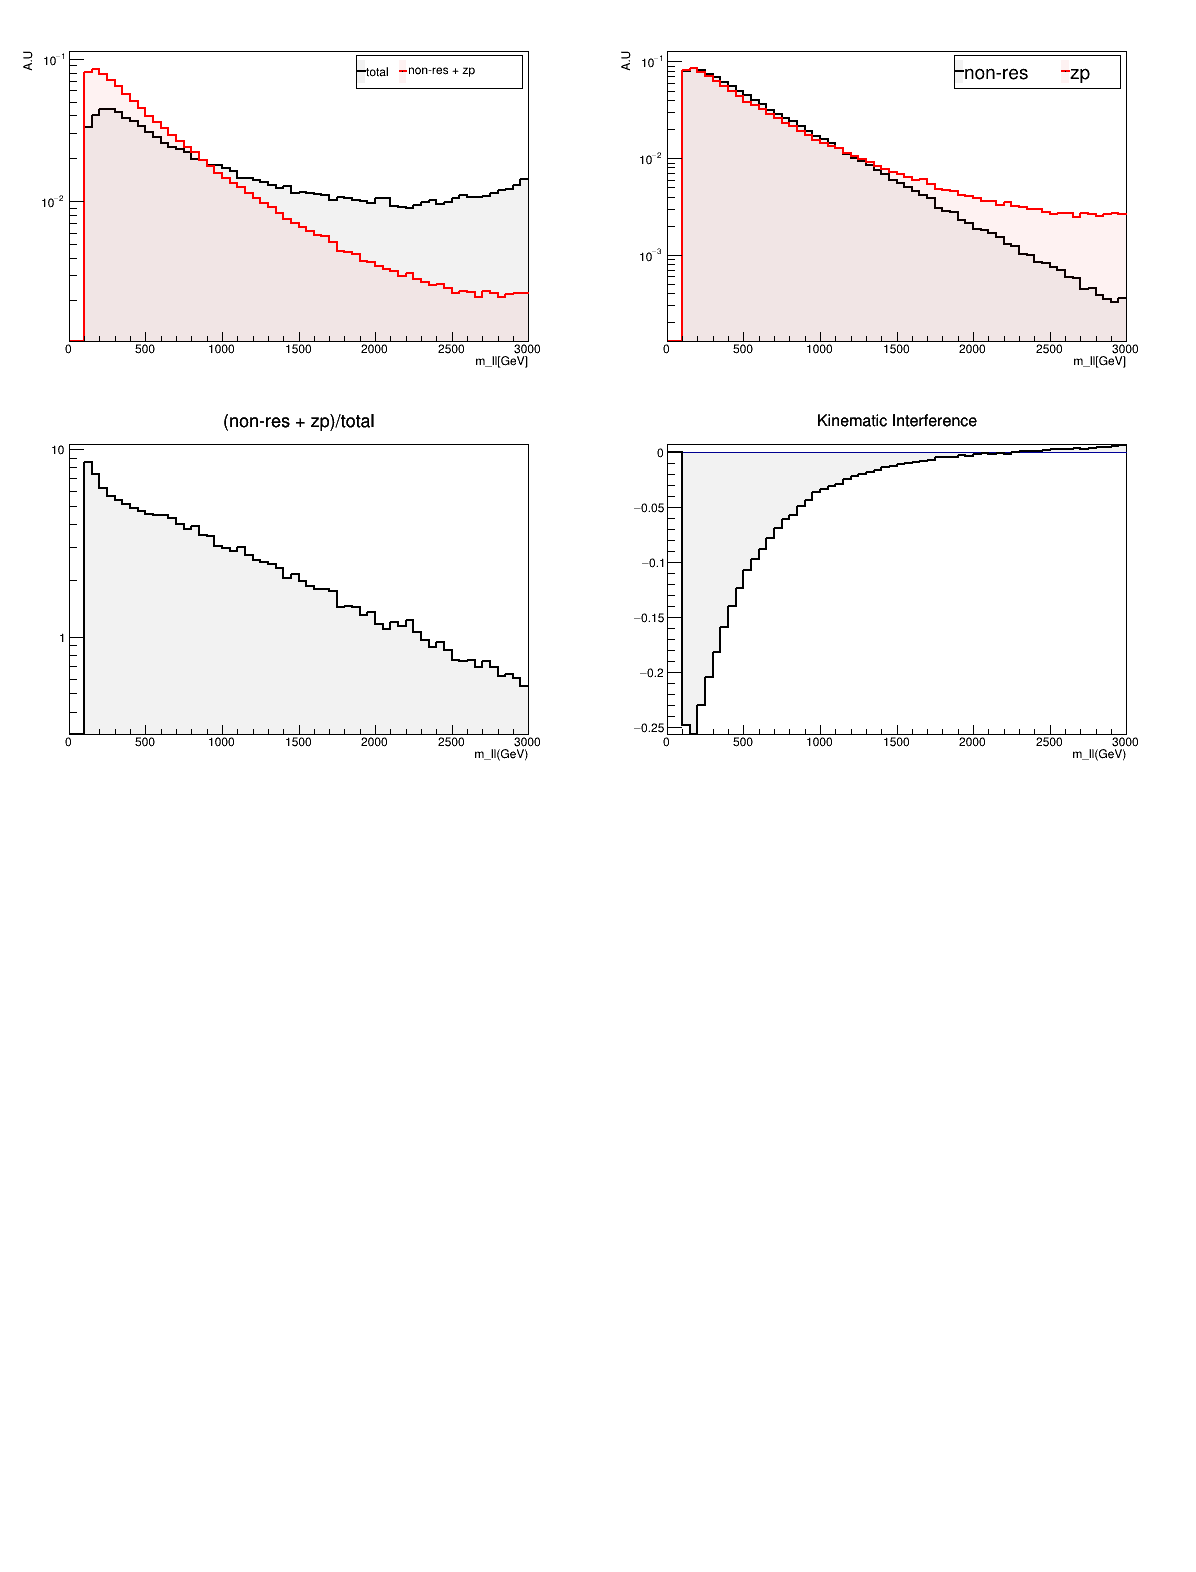 A.U
10−1
10−2
total non-res + zp
0 500 1000 1500 2000 2500 3000
m_ll[GeV]
A.U
10−1
10−2
10−3
non-res zp
0 500 1000 1500 2000 2500 3000
m_ll[GeV]
(non-res + zp)/total
10
1
0 500 1000 1500 2000 2500 3000
m_ll(GeV)
Kinematic Interference
0
−0.05
−0.1
−0.15
−0.2
−0.25
0 500 1000 1500 2000 2500 3000
m_ll(GeV)